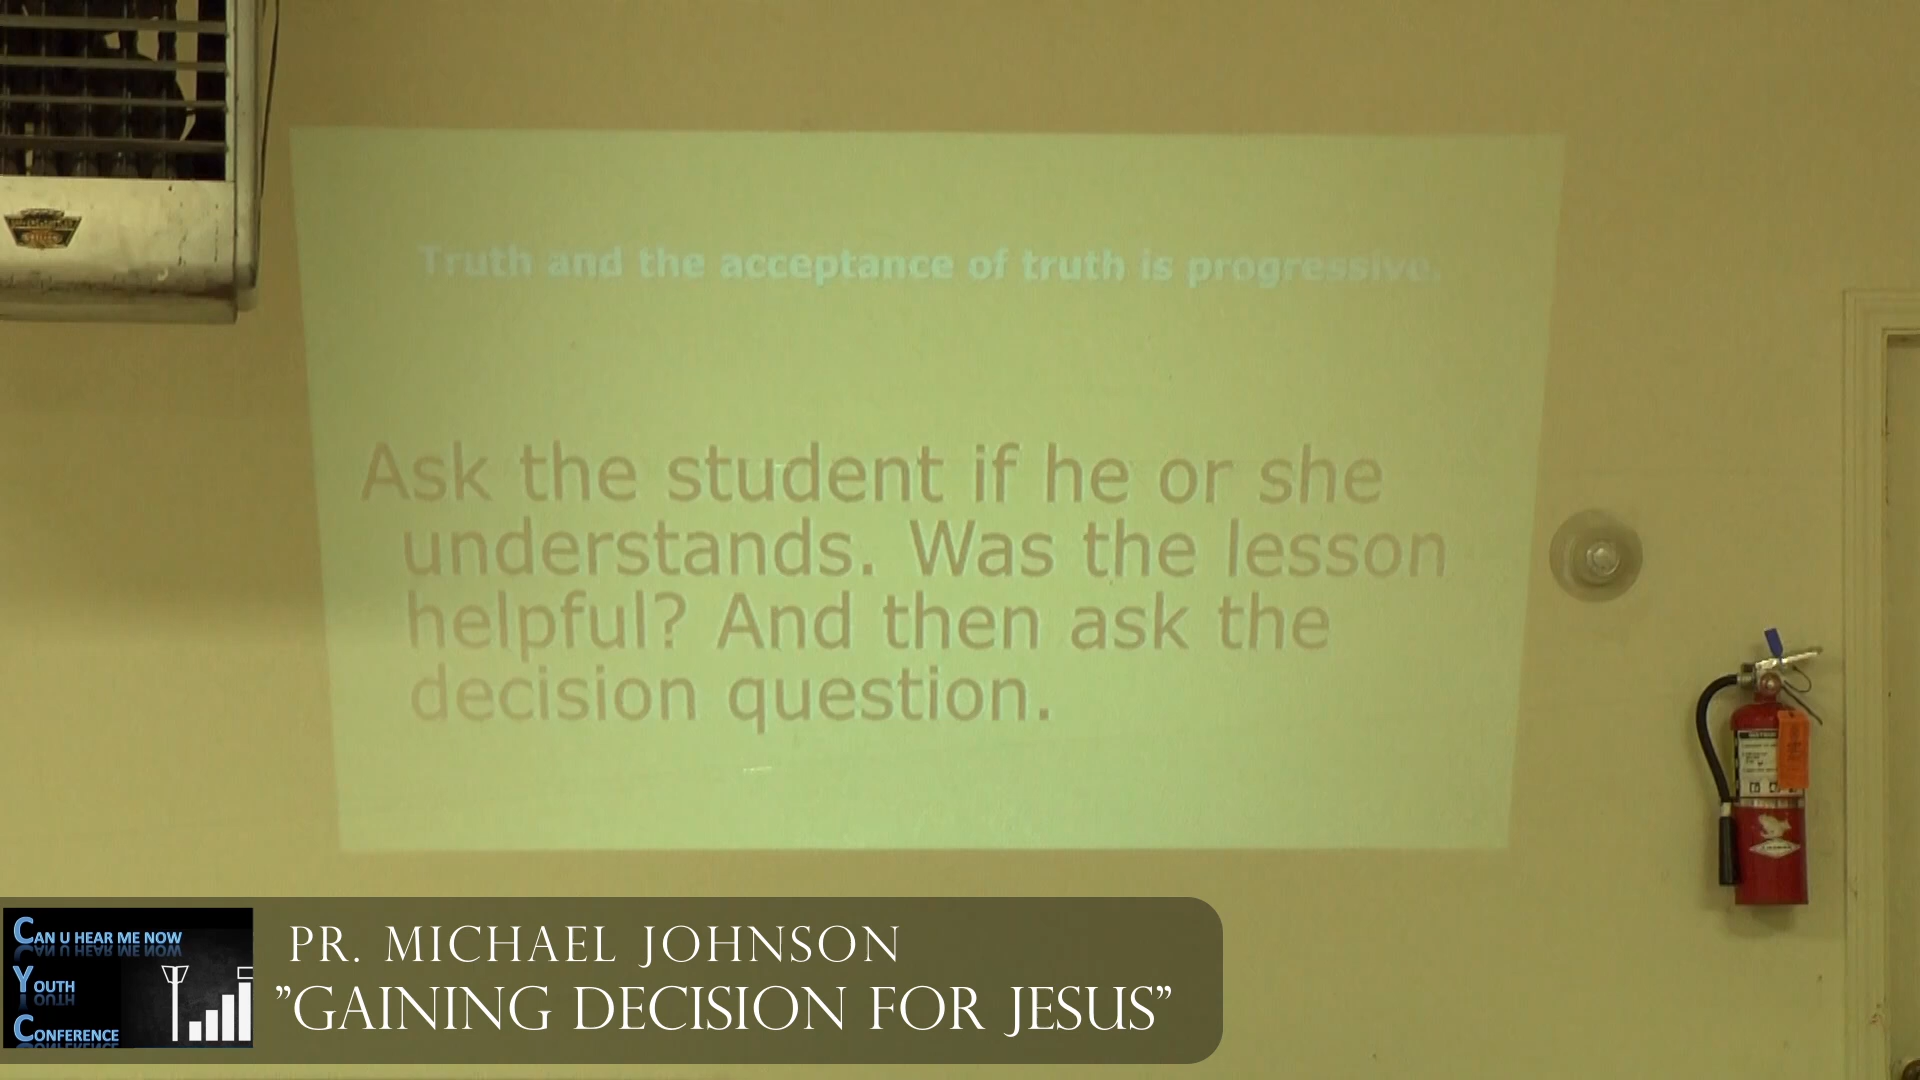 Truth and the acceptance of truth is progressive.
Ask the student if he or she
understands. Was the lesson
helpful? And then ask the
decision question.
CAN U HEAR ME NOW
YOUTH
CONFERENCE
PR. MICHAEL JOHNSON
"GAINING DECISION FOR JESUS"